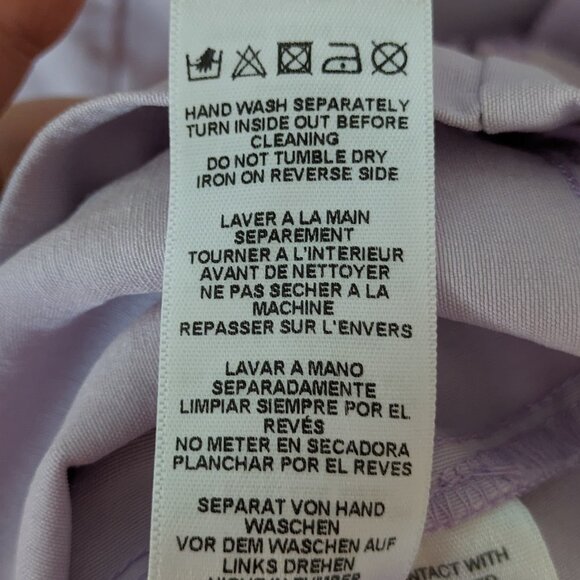 HAND WASH SEPARATELY
TURN INSIDE OUT BEFORE
CLEANING
DO NOT TUMBLE DRY
IRON ON REVERSE SIDE
LAVER A LA MAIN
SEPAREMENT
TOURNER A L'INTERIEUR
AVANT DE NETTOYER
NE PAS SECHER A LA
MACHINE
REPASSER SUR L'ENVERS
LAVAR A MANO
SEPARADAMENTE
LIMPIAR SIEMPRE POR EL
REVÉS
NO METER EN SECADORA
PLANCHAR POR EL REVES
SEPARAT VON HAND
WASCHEN
VOR DEM WASCHEN AUF
LINKS DREHEN
CONTACT WITH